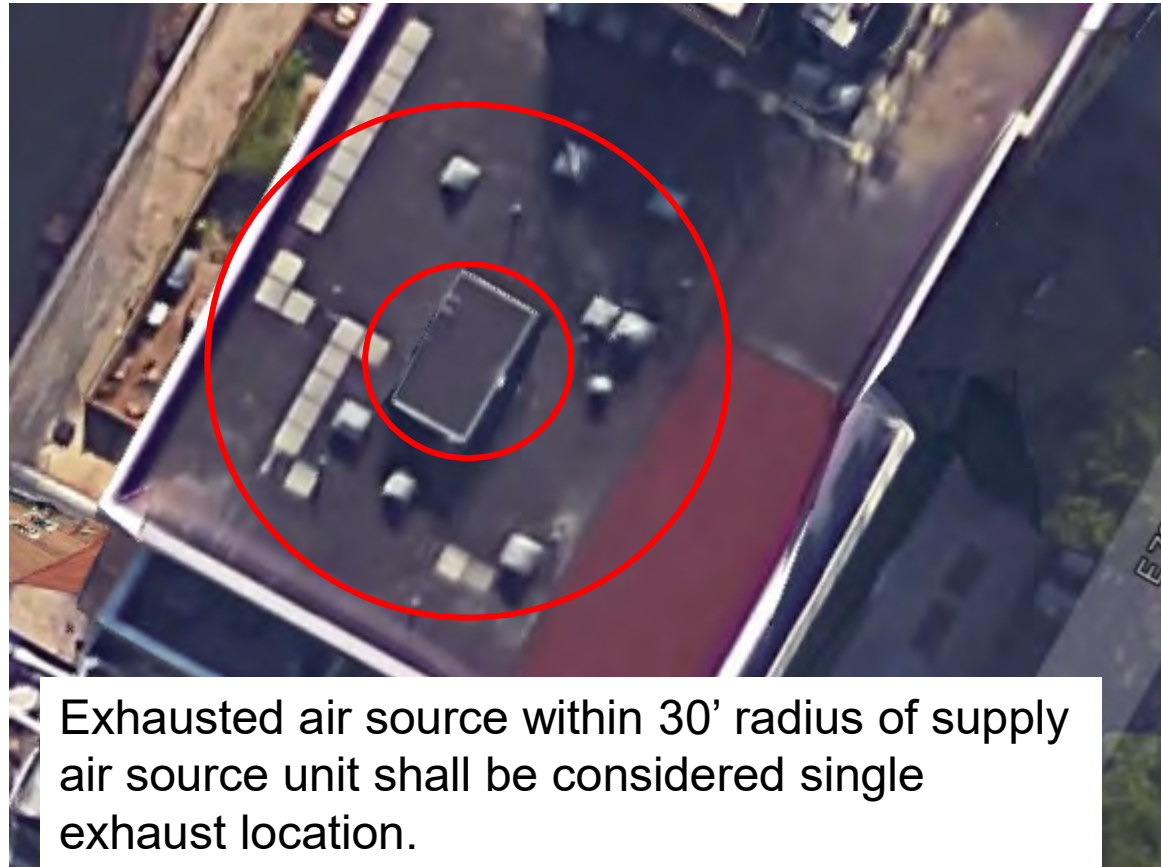 Exhausted air source within 30’ radius of supply
air source unit shall be considered single
exhaust location.